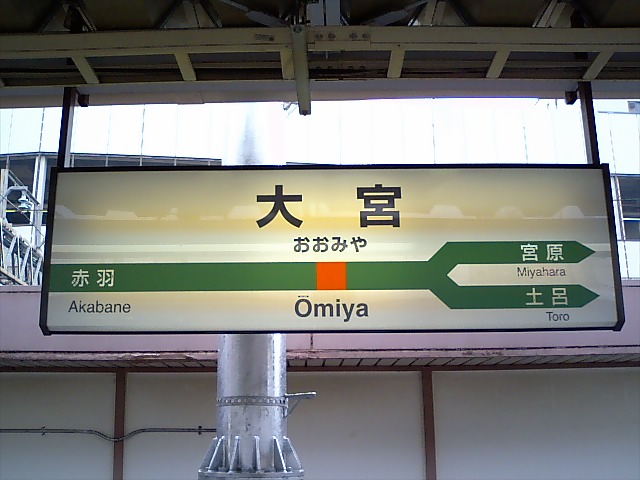 大宮
おおみや
赤羽
Akabane
Ōmiya
宮原
Miyahara
土呂
Toro